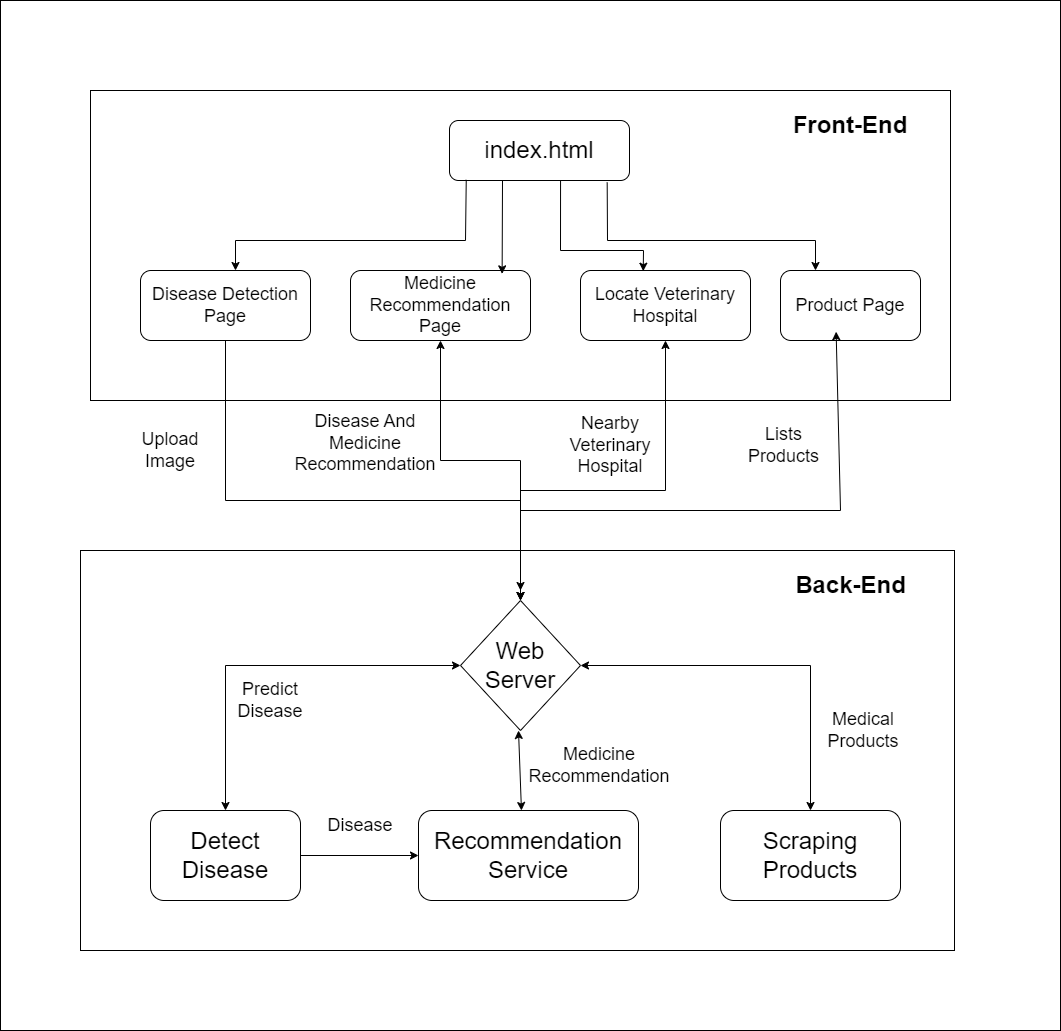 Front-End
index.html
Disease Detection
Page
Medicine
Recommendation
Page
Locate Veterinary
Hospital
Product Page
Upload
Image
Disease And
Medicine
Recommendation
Nearby
Veterinary
Hospital
Lists
Products
Back-End
Web
Server
Predict
Disease
Medical
Products
Medicine
Recommendation
Disease
Detect
Disease
Recommendation
Service
Scraping
Products